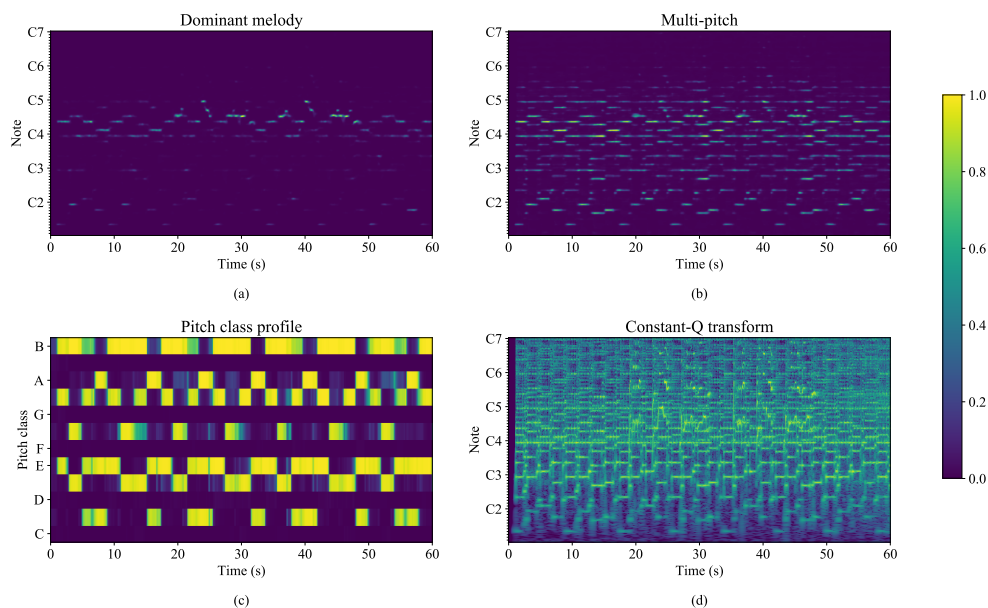 Dominant melody
C7
C6
C5
C4
C3
C2
Note
0 10 20 30 40 50 60
Time (s)
(a)
Multi-pitch
C7
C6
C5
C4
C3
C2
Note
0 10 20 30 40 50 60
Time (s)
(b)
1.0
0.8
0.6
0.4
0.2
0.0
Pitch class profile
B
A
G
F
E
D
C
Pitch class
0 10 20 30 40 50 60
Time (s)
(c)
Constant-Q transform
C7
C6
C5
C4
C3
C2
Note
0 10 20 30 40 50 60
Time (s)
(d)